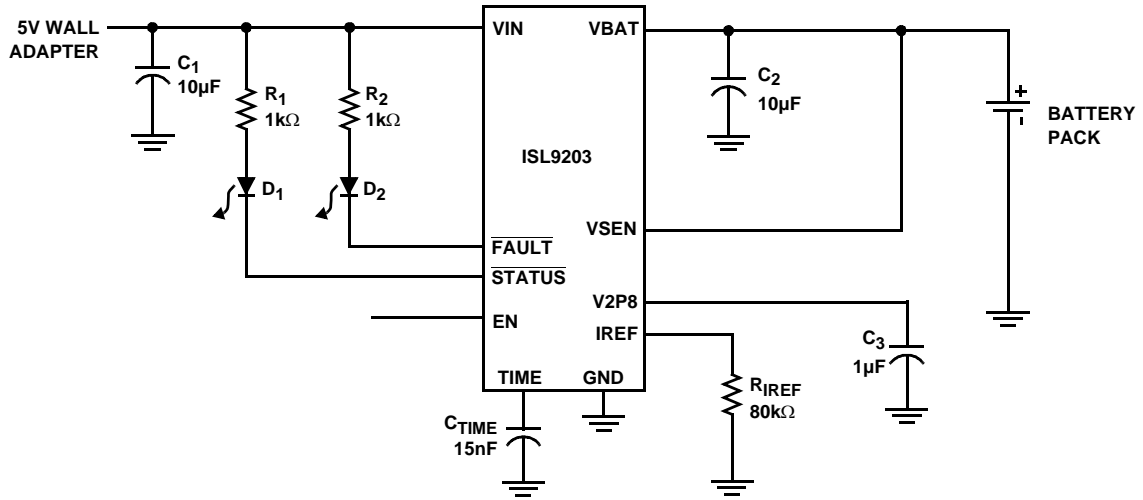 5V WALL
ADAPTER
C1
10µF
R1
1kΩ
R2
1kΩ
D1
D2
VIN
VBAT
ISL9203
FAULT
STATUS
EN
TIME
GND
VSEN
V2P8
IREF
C2
10µF
+
-
BATTERY
PACK
C3
1µF
RIREF
80kΩ
CTIME
15nF